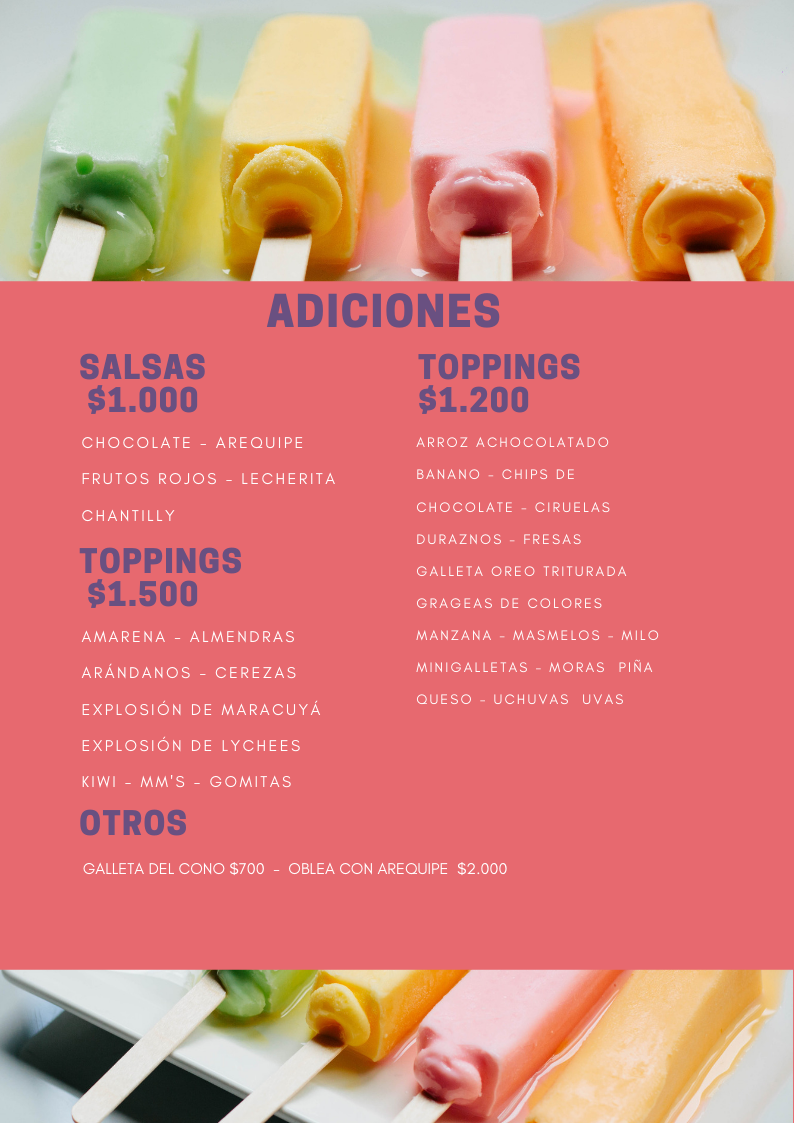 ADICIONES
SALSAS
$1.000
CHOCOLATE - AREQUIPE
FRUTOS ROJOS - LECHERITA
CHANTILLY
TOPPINGS
$1.500
AMARENA - ALMENDRAS
ARÁNDANOS - CEREZAS
EXPLOSIÓN DE MARACUYÁ
EXPLOSIÓN DE LYCHEES
KIWI - MM'S - GOMITAS
TOPPINGS
$1.200
ARROZ ACHOCOLATADO
BANANO - CHIPS DE
CHOCOLATE - CIRUELAS
DURAZNOS - FRESAS
GALLETA OREO TRITURADA
GRAGEAS DE COLORES
MANZANA - MASMELOS - MILO
MINIGALLETAS - MORAS PIÑA
QUESO - UCHUVAS UVAS
OTROS
GALLETA DEL CONO $700 - OBLEA CON AREQUIPE $2.000